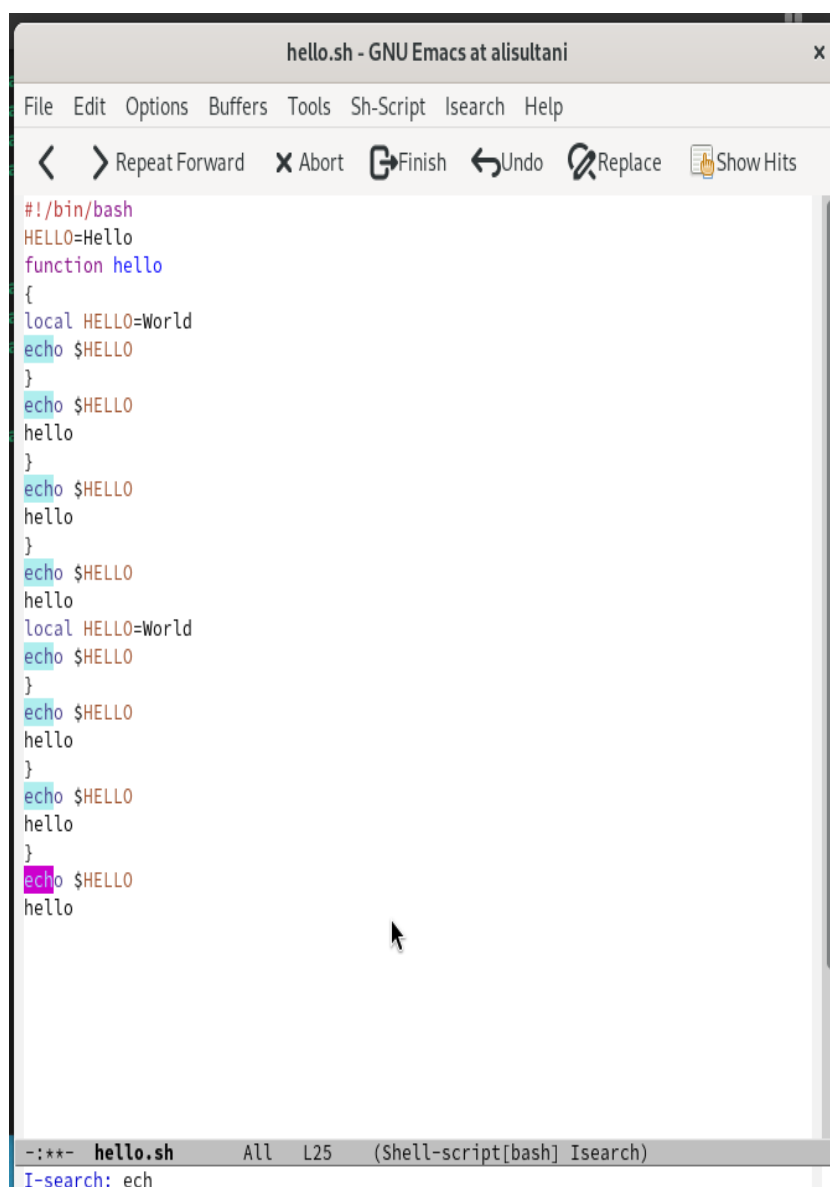 hello.sh - GNU Emacs at alisultani ×
File Edit Options Buffers Tools Sh-Script Isearch Help
Repeat Forward Abort Finish Undo Replace Show Hits
#!/bin/bash
HELLO=Hello
function hello
{
local HELLO=World
echo $HELLO
}
echo $HELLO
hello
}
echo $HELLO
hello
}
echo $HELLO
hello
local HELLO=World
echo $HELLO
}
echo $HELLO
hello
}
echo $HELLO
hello
}
echo $HELLO
hello
-:**- hello.sh All L25 (Shell-script[bash] Isearch)
I-search: ech